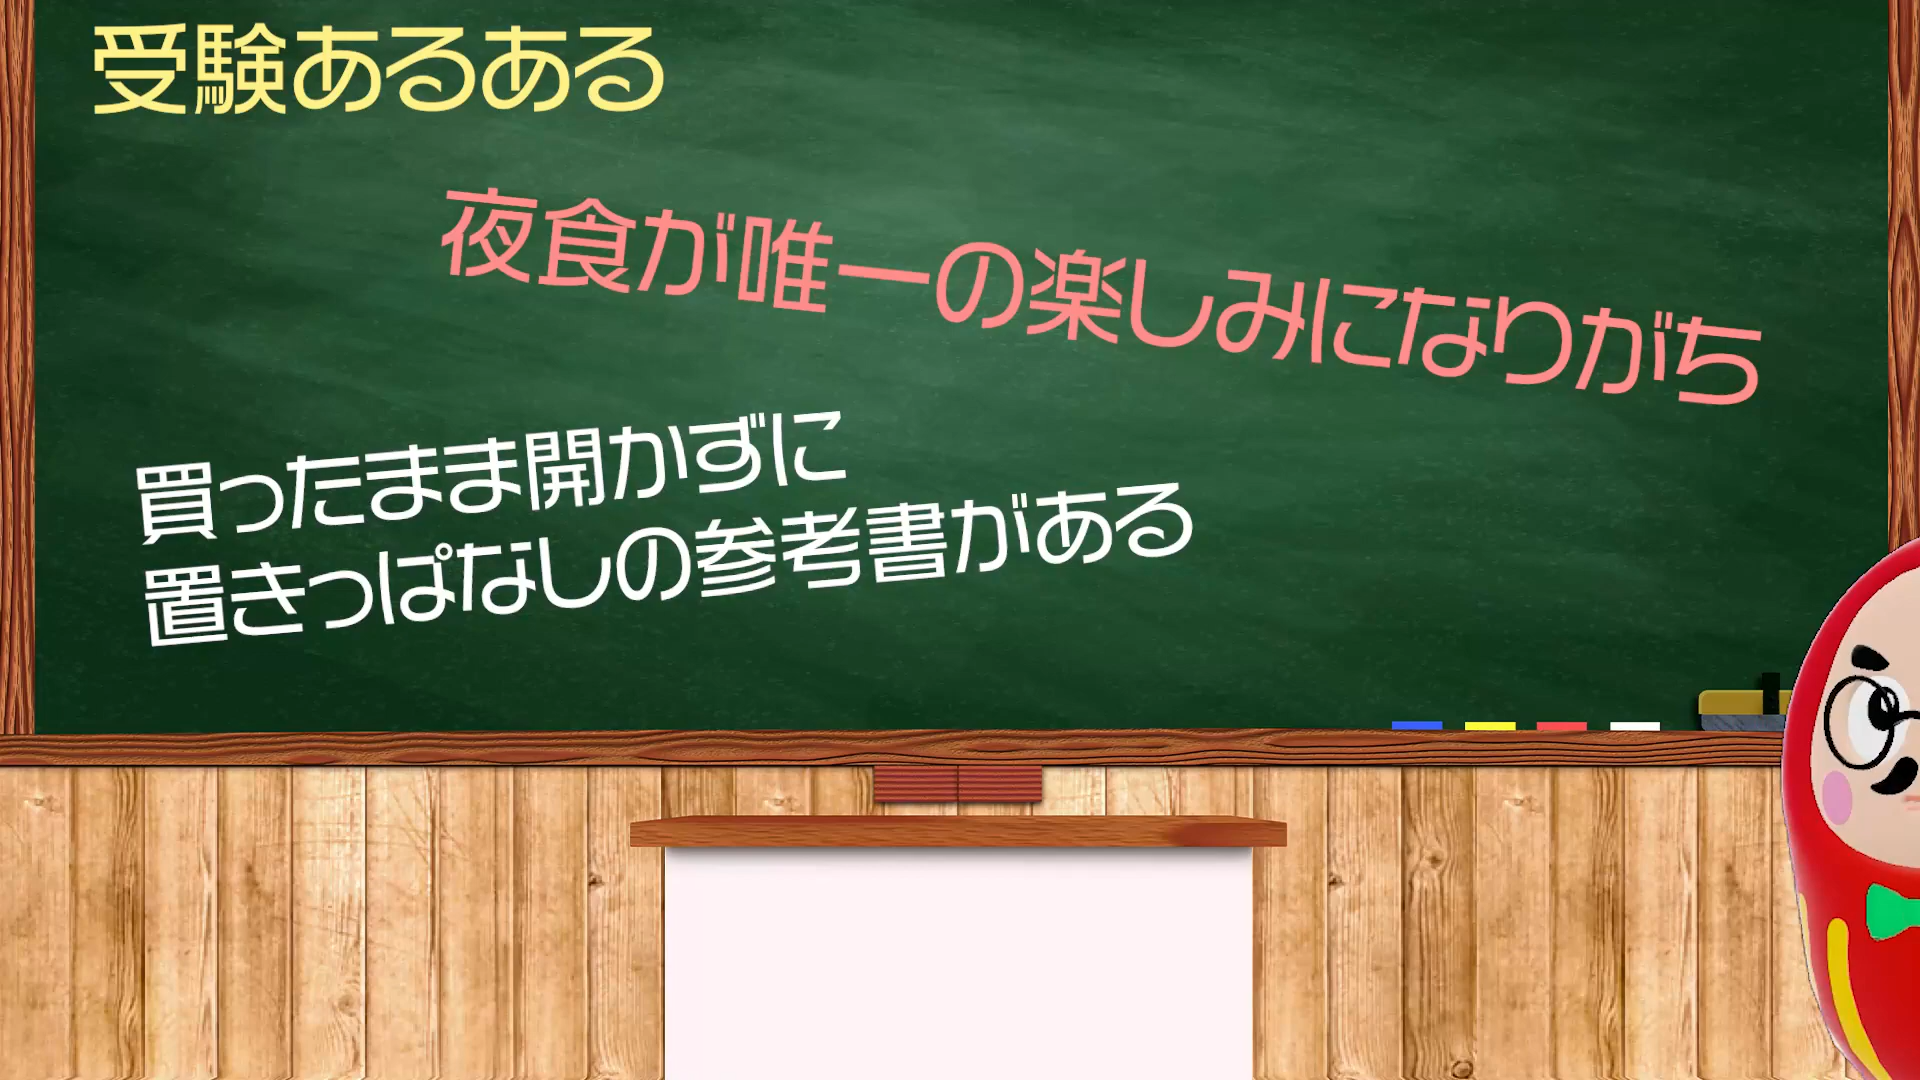 受験あるある
夜食が唯一の楽しみになりがち
買ったまま開かずに
置きっぱなしの参考書がある